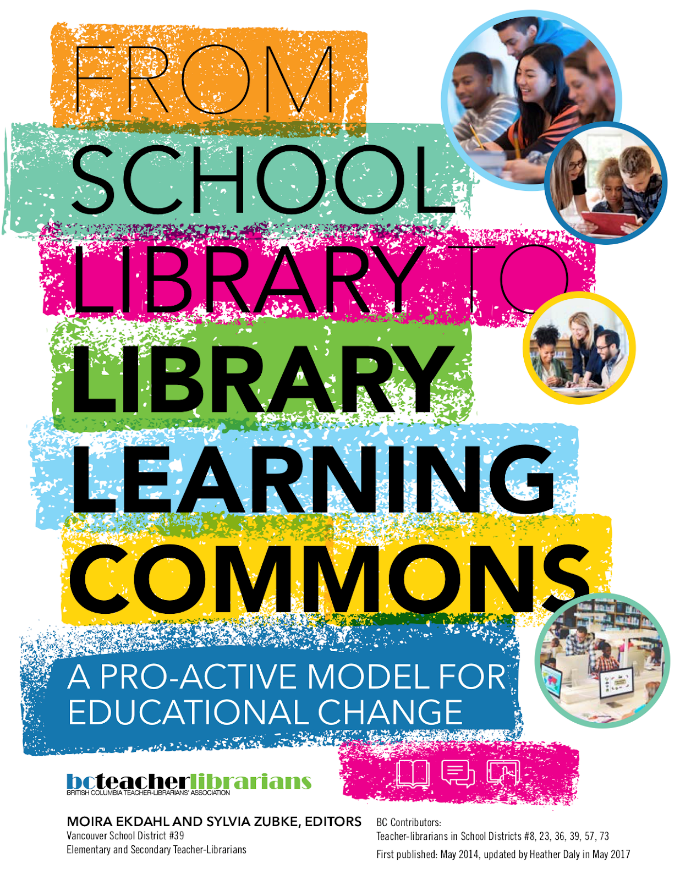 FROM
SCHOOL
LIBRARY TO
LIBRARY
LEARNING
COMMONS
A PRO-ACTIVE MODEL FOR
EDUCATIONAL CHANGE
bcteacherlibrarians
BRITISH COLUMBIA TEACHER-LIBRARIANS' ASSOCIATION
MOIRA EKDAHL AND SYLVIA ZUBKE, EDITORS
Vancouver School District #39
Elementary and Secondary Teacher-Librarians
BC Contributors:
Teacher-librarians in School Districts #8, 23, 36, 39, 57, 73
First published: May 2014, updated by Heather Daly in May 2017